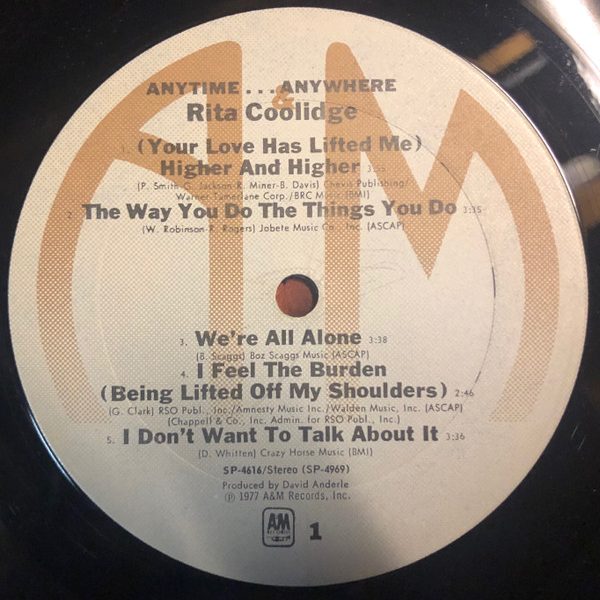 ANYTIME...ANYWHERE
Rita Coolidge
1. (Your Love Has Lifted Me)
Higher And Higher
(P. Smith-G. Jackson-R. Miner-B. Davis) Chevis Publishing/
Warner Tamerlane Corp./BRC Music (BMI)
2. The Way You Do The Things You Do 3:35
(W. Robinson-R. Rogers) Jobete Music Co., Inc. (ASCAP)
3. We're All Alone 3:38
(B. Scaggs) Boz Scaggs Music (ASCAP)
4. I Feel The Burden
(Being Lifted Off My Shoulders) 2:46
(G. Clark) RSO Publ., Inc./Amnesty Music Inc./Walden Music, Inc. (ASCAP)
(Chappell & Co., Inc. Admin. for RSO Publ., Inc.)
5. I Don't Want To Talk About It 3:36
(D. Whitten) Crazy Horse Music (BMI)
SP-4616/Stereo (SP-4969)
Produced by David Anderle
℗ 1977 A&M Records, Inc.
A&M
RECORDS
1
A&M